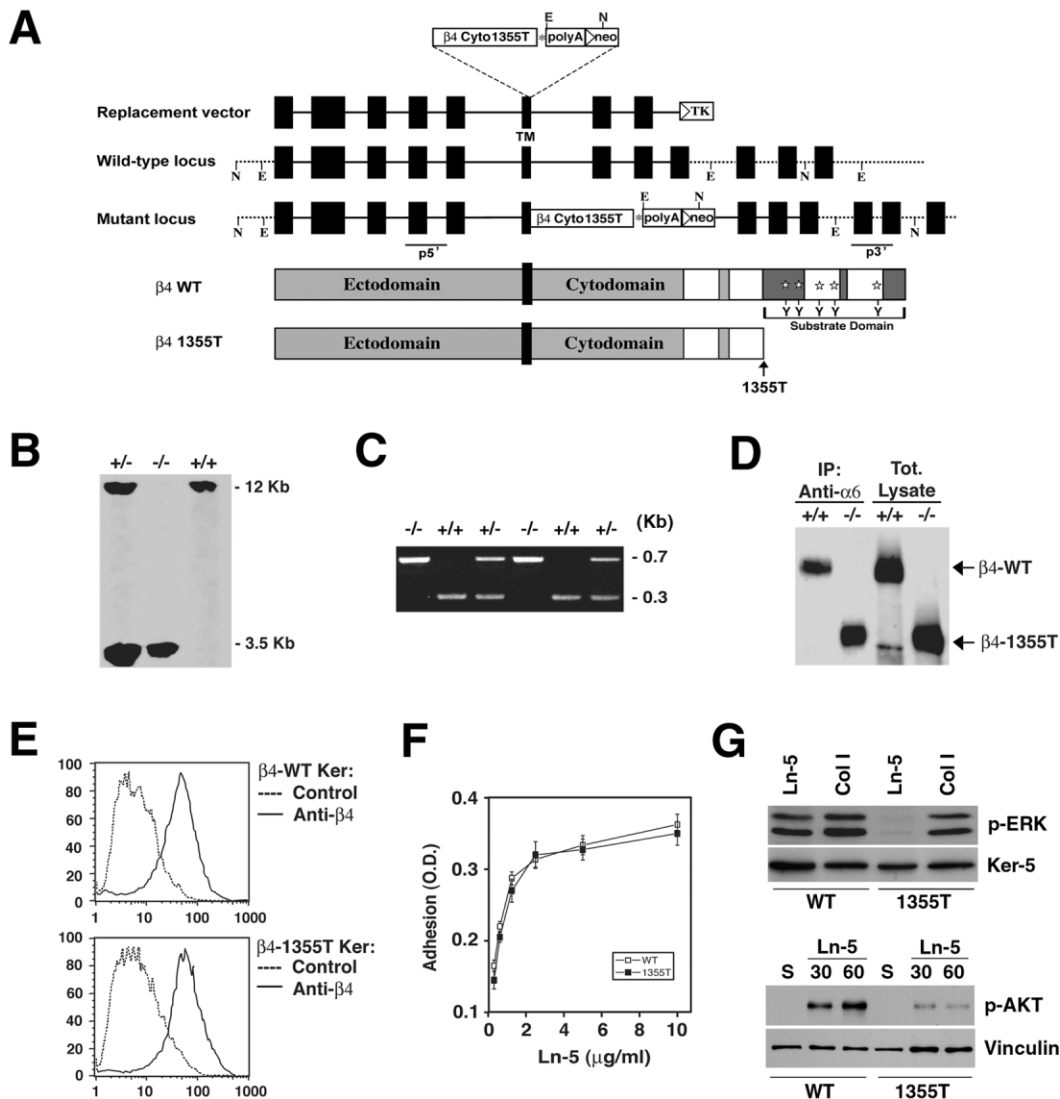 A
E N
β4 Cyto1355T * polyA neo
Replacement vector
TK
TM
Wild-type locus
N E E N E
E N
Mutant locus
β4 Cyto1355T * polyA neo
N E E N
p5' p3'
β4 WT
Ectodomain Cytodomain
Y Y Y Y Y
Substrate Domain
β4 1355T
Ectodomain Cytodomain
1355T
B
+/- -/- +/+
- 12 Kb
- 3.5 Kb
C
-/- +/+ +/- -/- +/+ +/- (Kb)
- 0.7
- 0.3
D
IP: Tot.
Anti-α6 Lysate
+/+ -/- +/+ -/-
β4-WT
β4-1355T
E
100
80
60
40
20
0
1 10 100 1000
β4-WT Ker:
Control
Anti-β4
100
80
60
40
20
0
1 10 100 1000
β4-1355T Ker:
Control
Anti-β4
F
0.4
0.3
0.2
0.1
Adhesion (O.D.)
WT
1355T
0 2 4 6 8 10
Ln-5 (μg/ml)
G
Ln-5 Col I Ln-5 Col I
p-ERK
Ker-5
WT 1355T
Ln-5 Ln-5
S 30 60 S 30 60
p-AKT
Vinculin
WT 1355T